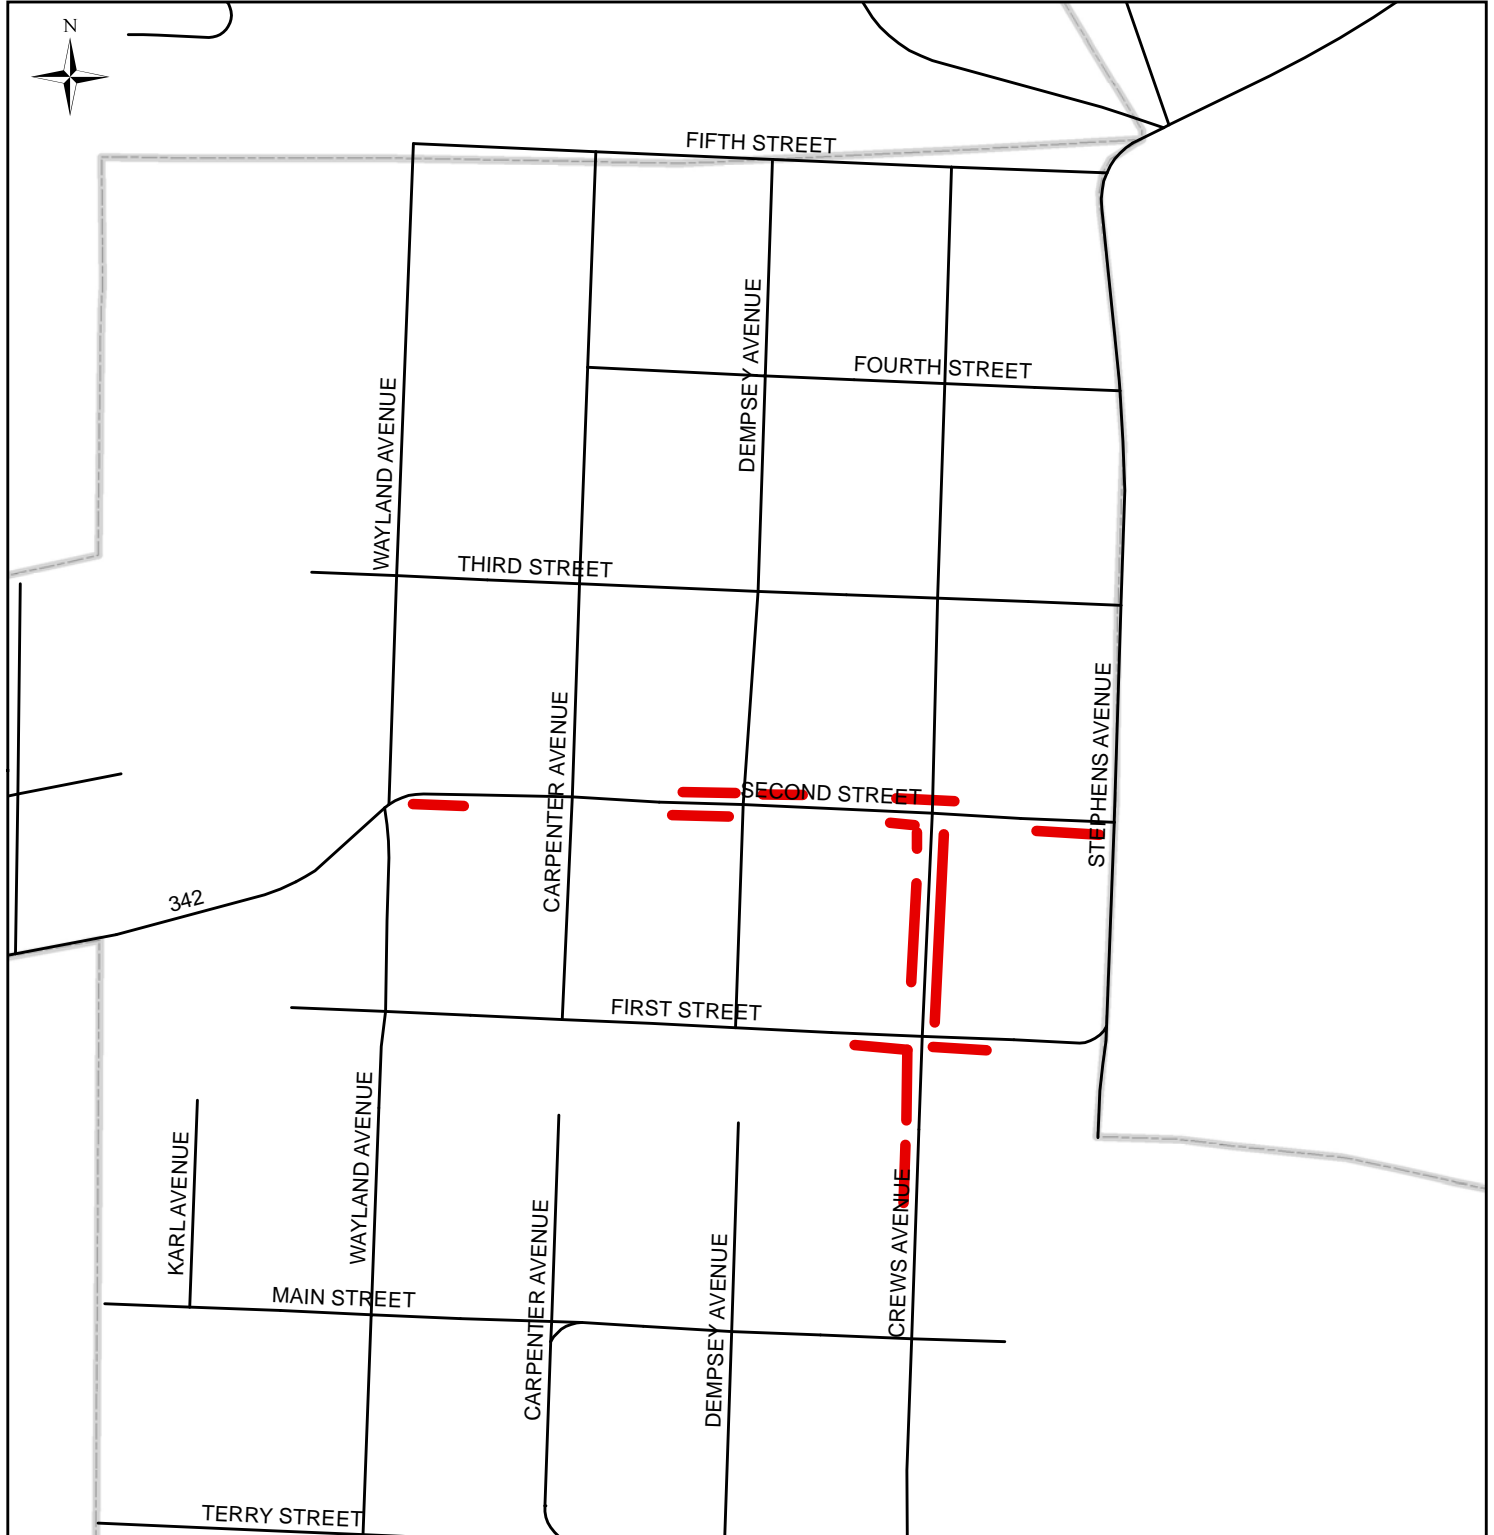 N
FIFTH STREET
DEMPSEY AVENUE
FOURTH STREET
WAYLAND AVENUE
THIRD STREET
STEPHENS AVENUE
CARPENTER AVENUE
SECOND STREET
342
FIRST STREET
WAYLAND AVENUE
KARL AVENUE
CREWS AVENUE
CARPENTER AVENUE
DEMPSEY AVENUE
MAIN STREET
TERRY STREET